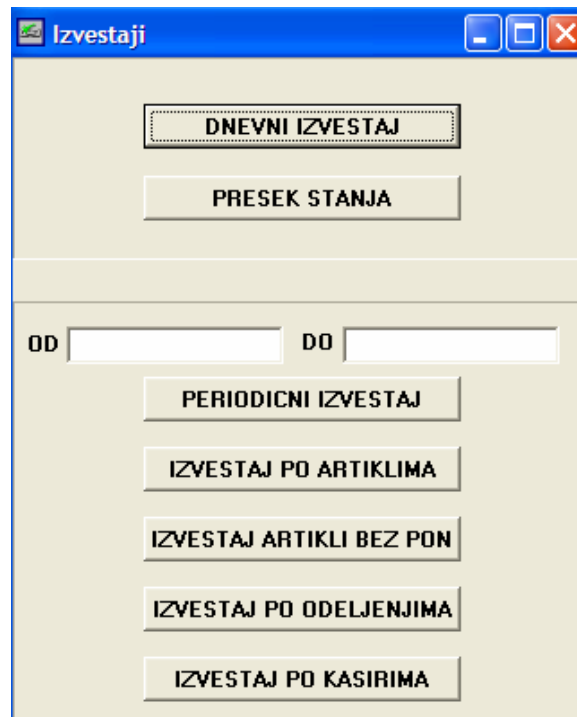 Izvestaji
DNEVNI IZVESTAJ
PRESEK STANJA
OD DO
PERIODICNI IZVESTAJ
IZVESTAJ PO ARTIKLIMA
IZVESTAJ ARTIKLI BEZ PON
IZVESTAJ PO ODELJENJIMA
IZVESTAJ PO KASIRIMA